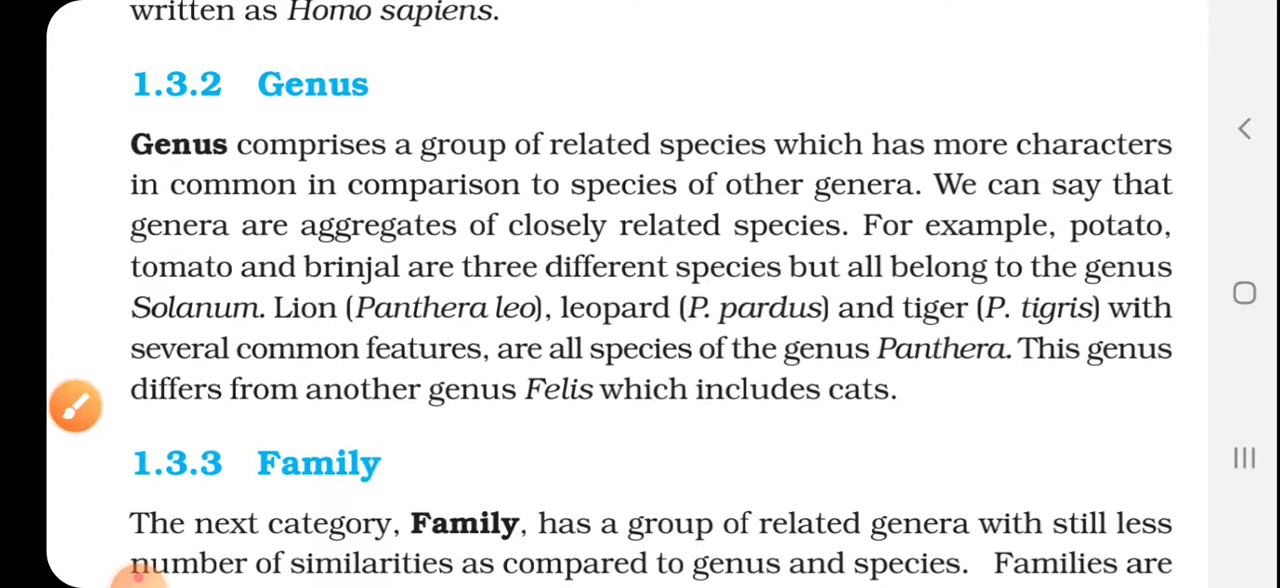 written as Homo sapiens.
1.3.2 Genus
Genus comprises a group of related species which has more characters
in common in comparison to species of other genera. We can say that
genera are aggregates of closely related species. For example, potato,
tomato and brinjal are three different species but all belong to the genus
Solanum. Lion (Panthera leo), leopard (P. pardus) and tiger (P. tigris) with
several common features, are all species of the genus Panthera. This genus
differs from another genus Felis which includes cats.
1.3.3 Family
The next category, Family, has a group of related genera with still less
number of similarities as compared to genus and species. Families are